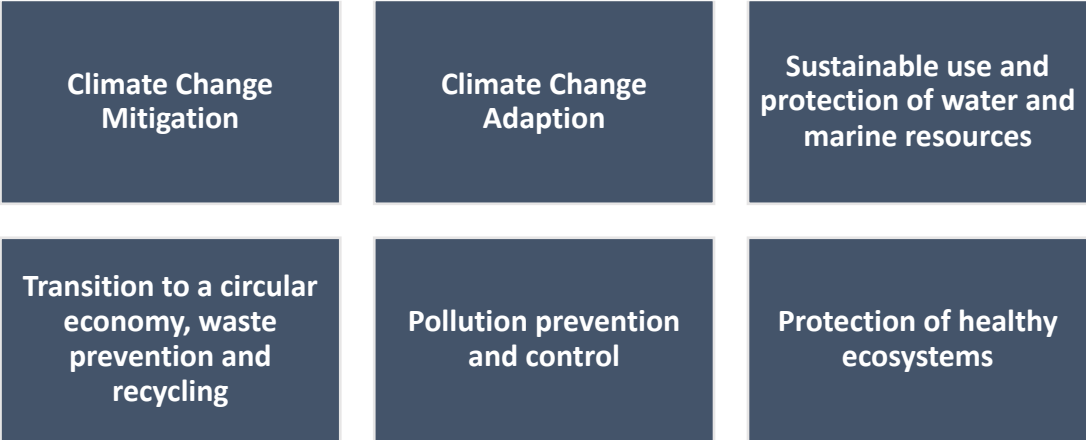 Climate Change
Mitigation
Climate Change
Adaption
Sustainable use and
protection of water and
marine resources
Transition to a circular
economy, waste
prevention and
recycling
Pollution prevention
and control
Protection of healthy
ecosystems